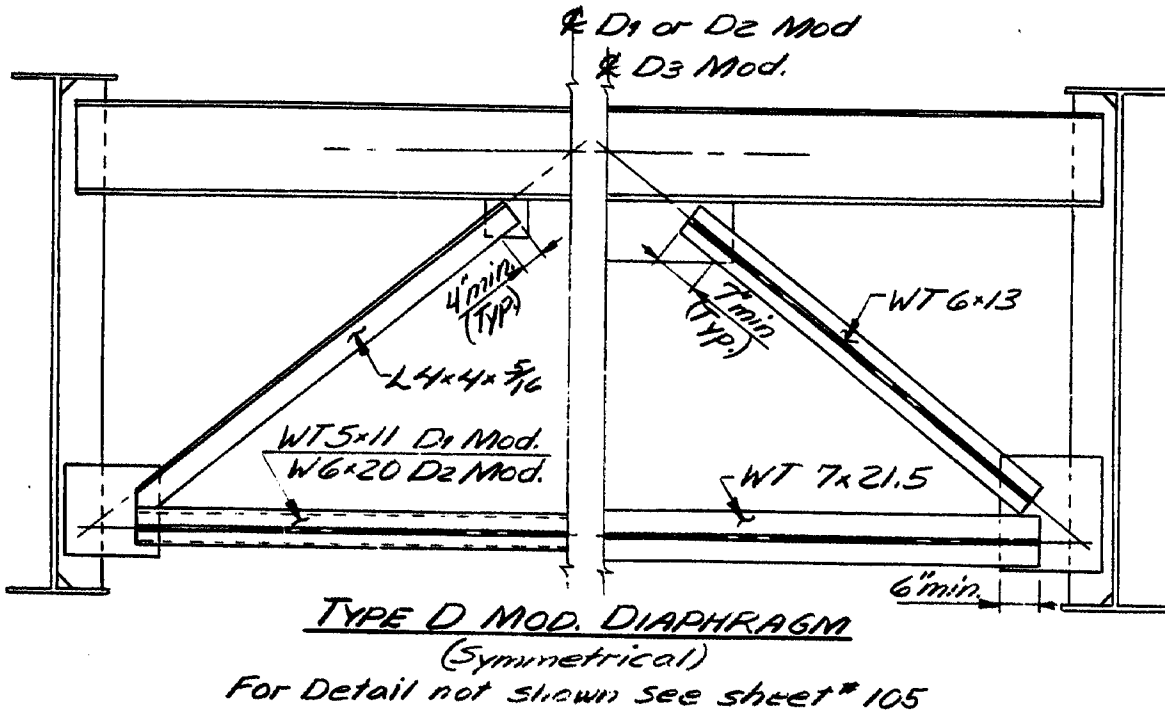 ℄ D1 or D2 Mod
℄ D3 Mod.
4" min.
(TYP.)
7" min
(TYP.)
WT 6×13
L4×4×5/16
WT5×11 D1 Mod.
W6×20 D2 Mod.
WT 7×21.5
6" min.
TYPE D MOD. DIAPHRAGM
(Symmetrical)
For Detail not shown see sheet # 105